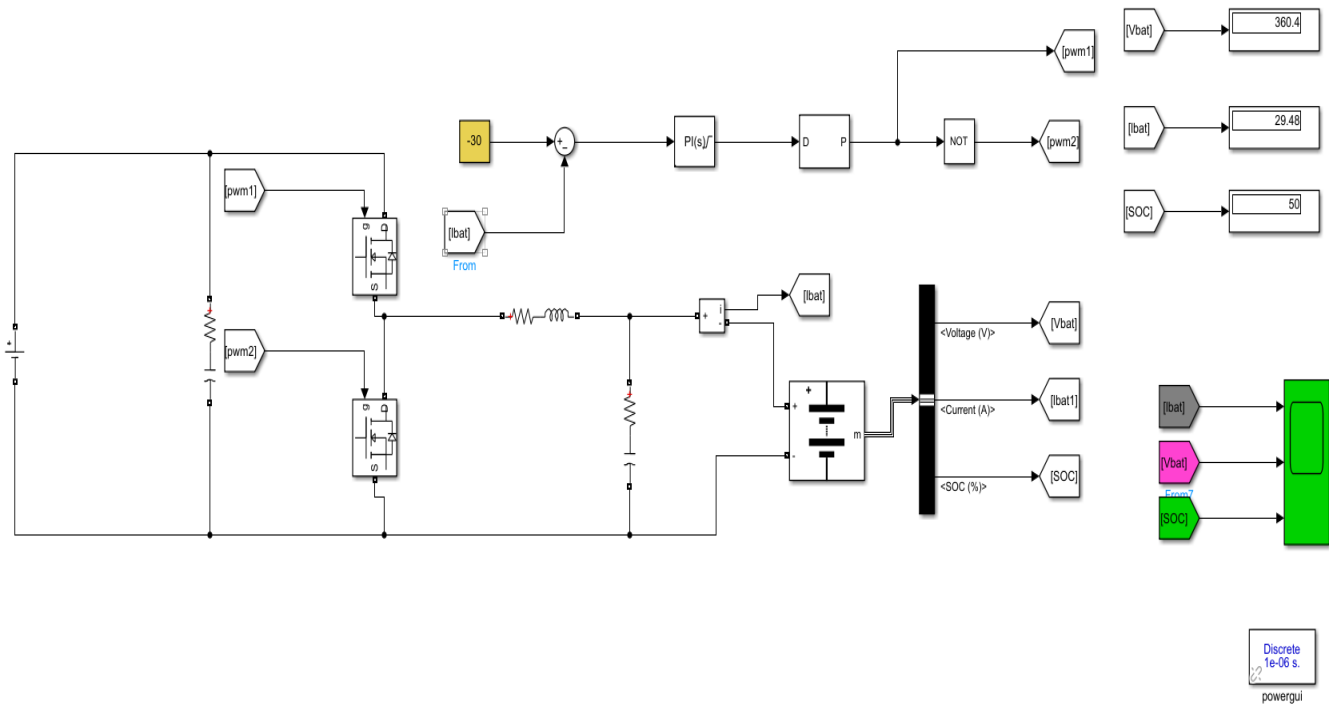 [Vbat]
360.4
[pwm1]
-30
+
−
PI(s)
D
P
NOT
[pwm2]
[Ibat]
29.48
[pwm1]
[SOC]
50
[Ibat]
From
g
D
S
[Ibat]
+
i
-
[Vbat]
<Voltage (V)>
+
[pwm2]
g
D
S
+
+
-
m
[Ibat1]
<Current (A)>
[Ibat]
[SOC]
<SOC (%)>
[Vbat]
From7
[SOC]
Discrete
1e-06 s.
powergui